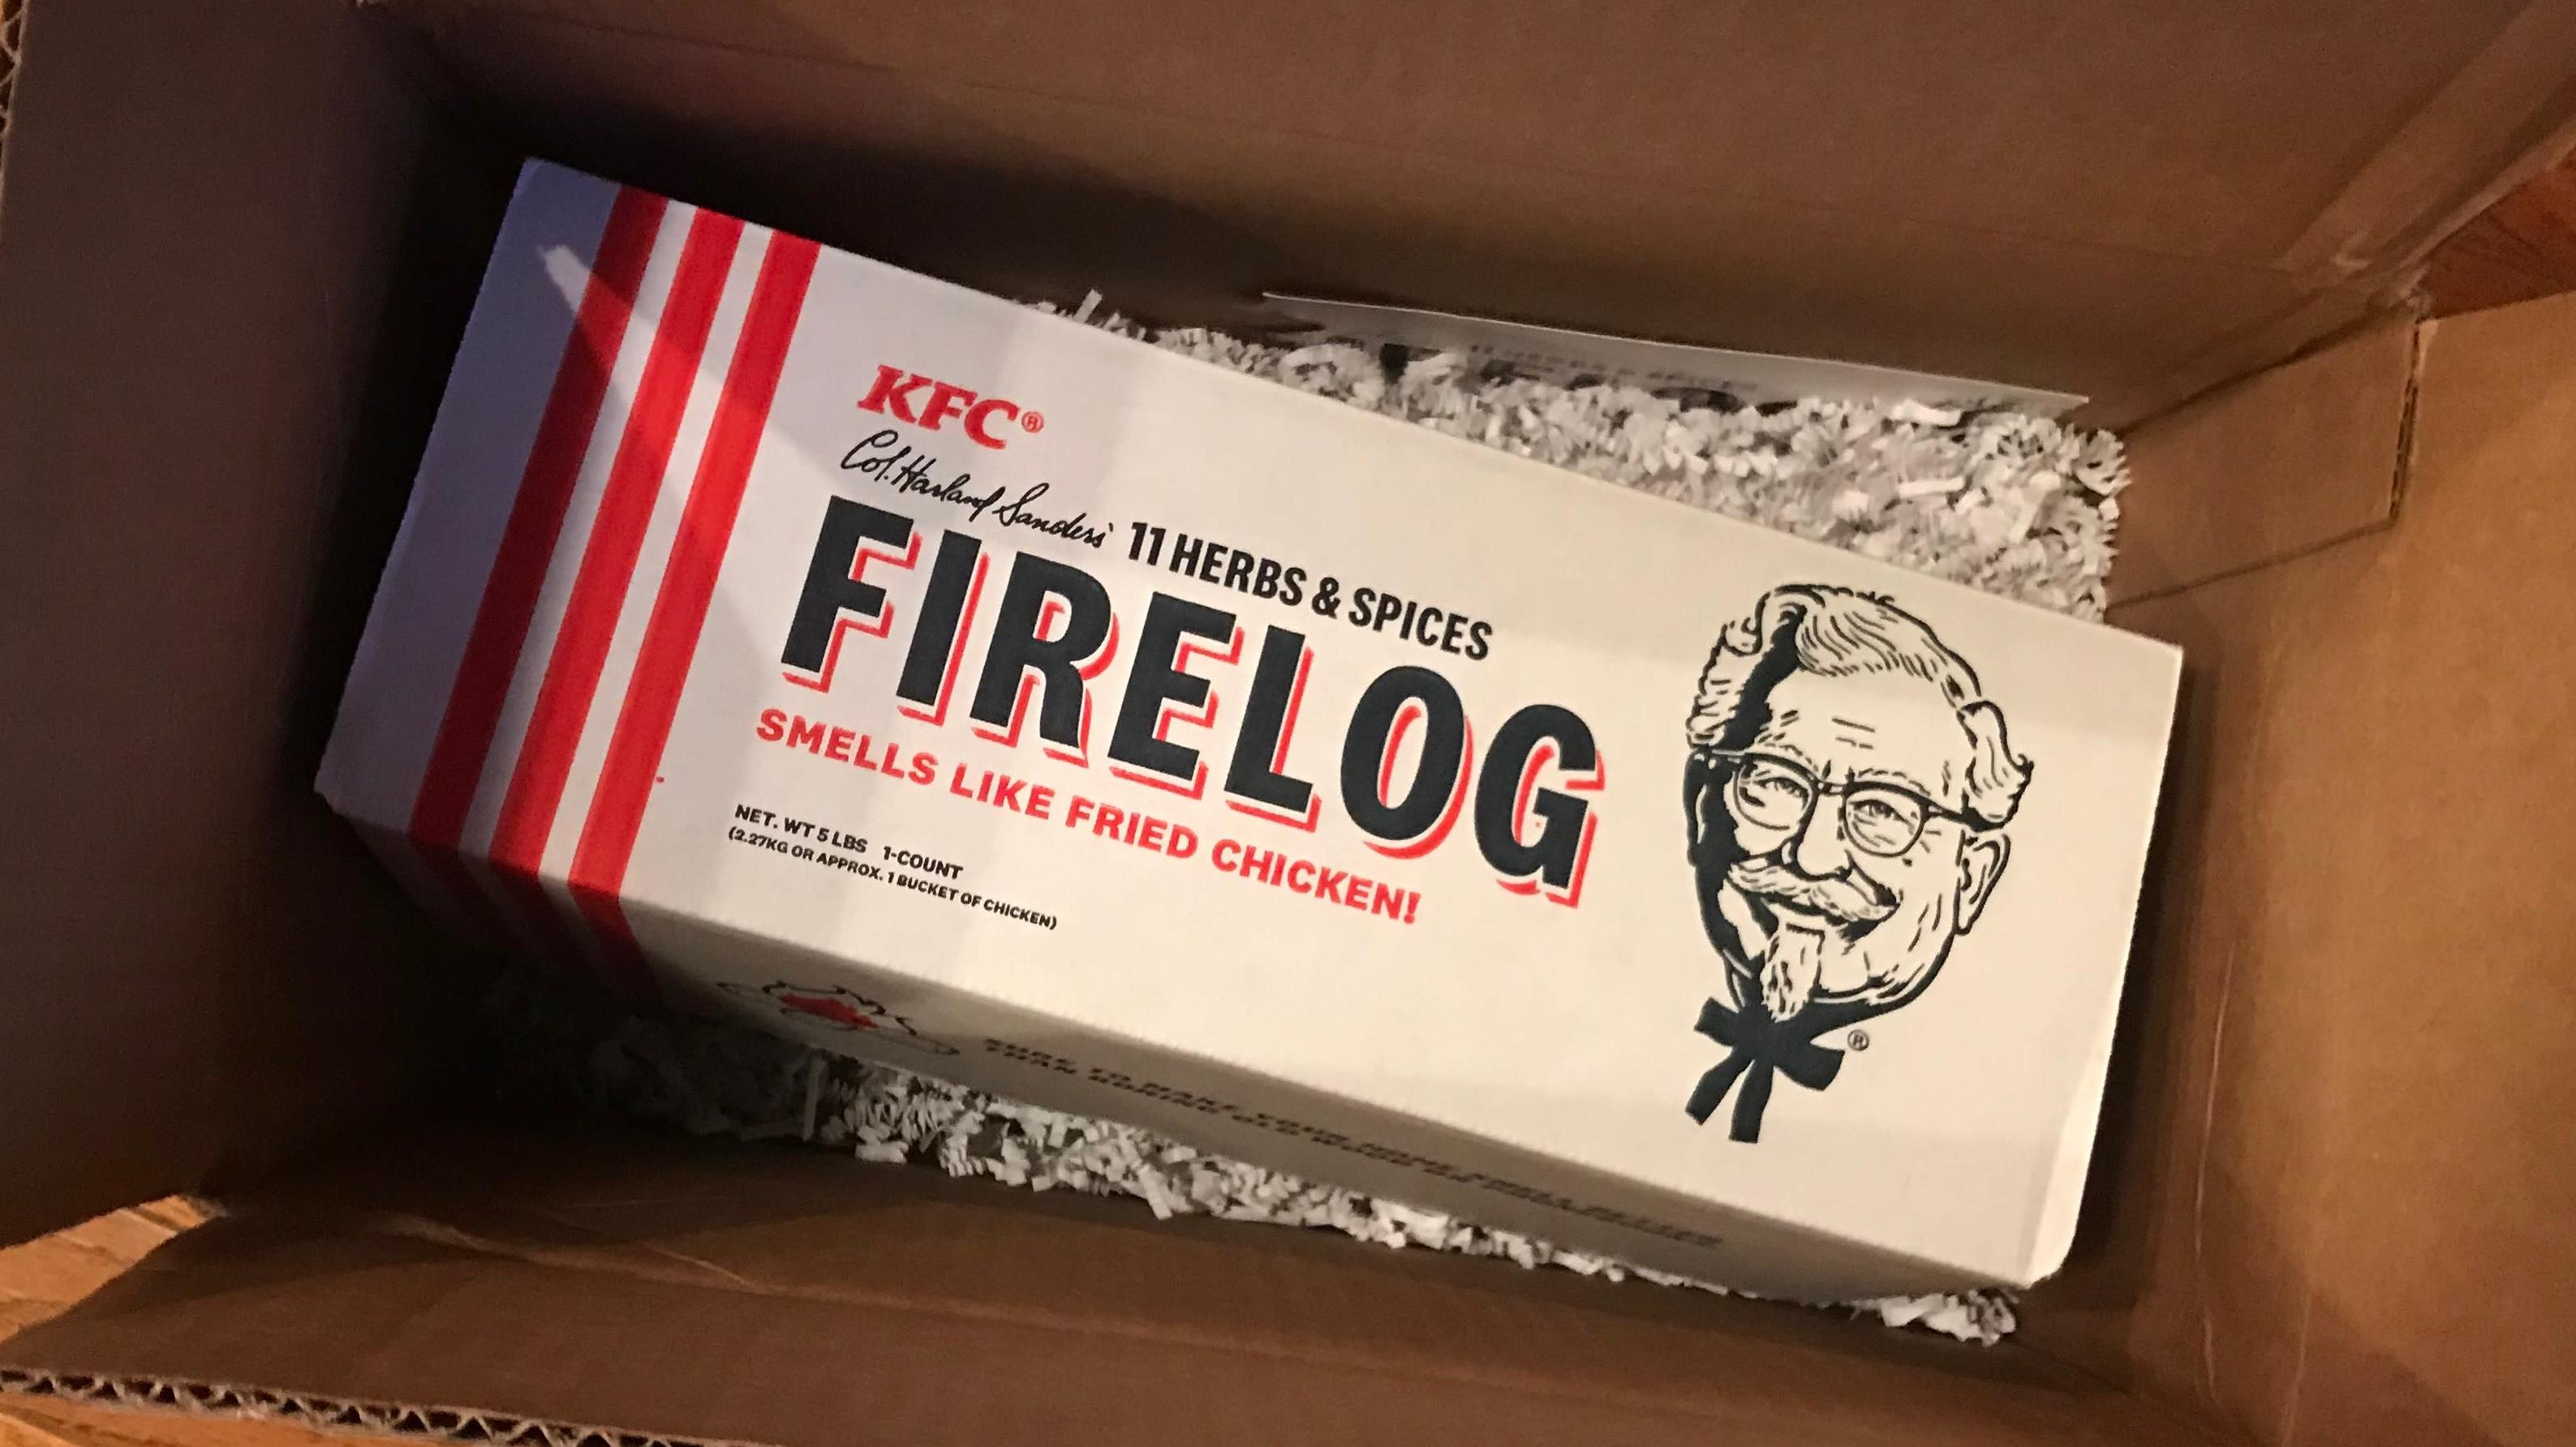 KFC®
Col. Harland Sanders' 11 HERBS & SPICES
FIRELOG
SMELLS LIKE FRIED CHICKEN!
NET. WT 5 LBS 1-COUNT
(2.27KG OR APPROX. 1 BUCKET OF CHICKEN)
®